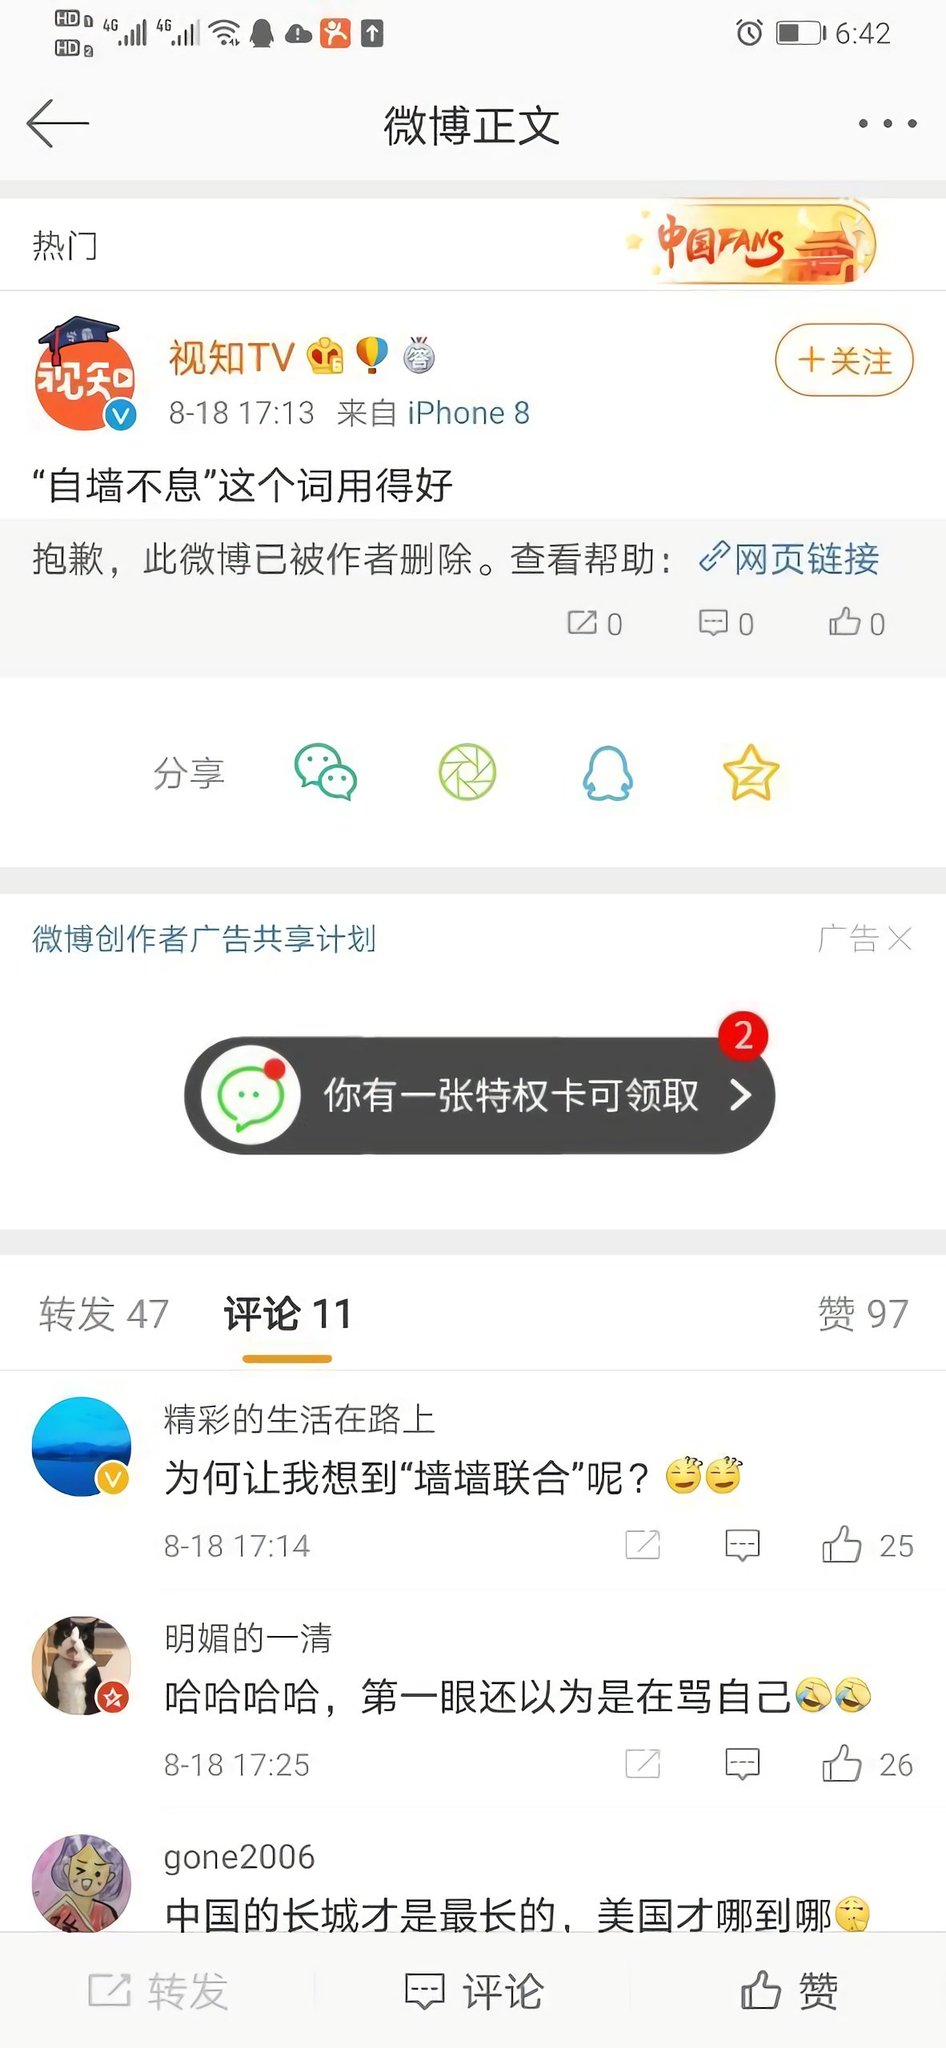 HD 1 4G 4G 6:42
HD 2
微博正文
热门
中国FANS
学霸
视知
视知TV 答
+关注
8-18 17:13 来自 iPhone 8
“自墙不息”这个词用得好
抱歉，此微博已被作者删除。查看帮助： 网页链接
0 0 0
分享
微博创作者广告共享计划 广告
2
你有一张特权卡可领取
转发 47 评论 11 赞 97
精彩的生活在路上
为何让我想到“墙墙联合”呢？
8-18 17:14 25
明媚的一清
哈哈哈哈，第一眼还以为是在骂自己
8-18 17:25 26
gone2006
中国的长城才是最长的，美国才哪到哪
转发 评论 赞